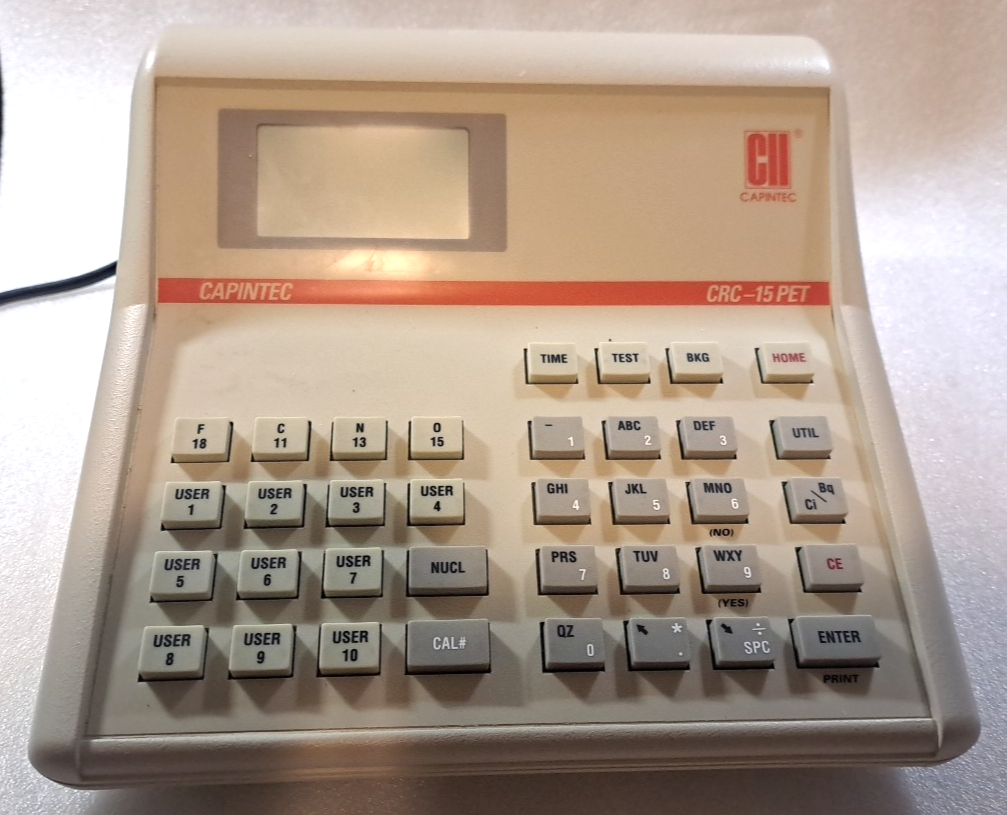 CII ®
CAPINTEC
CAPINTEC CRC-15 PET
TIME TEST BKG HOME
F C N O
18 11 13 15
– ABC DEF UTIL
1 2 3
USER USER USER USER
1 2 3 4
GHI JKL MNO Bq
4 5 6 Ci
(NO)
USER USER USER NUCL
5 6 7
PRS TUV WXY CE
7 8 9
(YES)
USER USER USER CAL#
8 9 10
QZ ↖ * ↘ ÷ ENTER
0 . SPC
PRINT